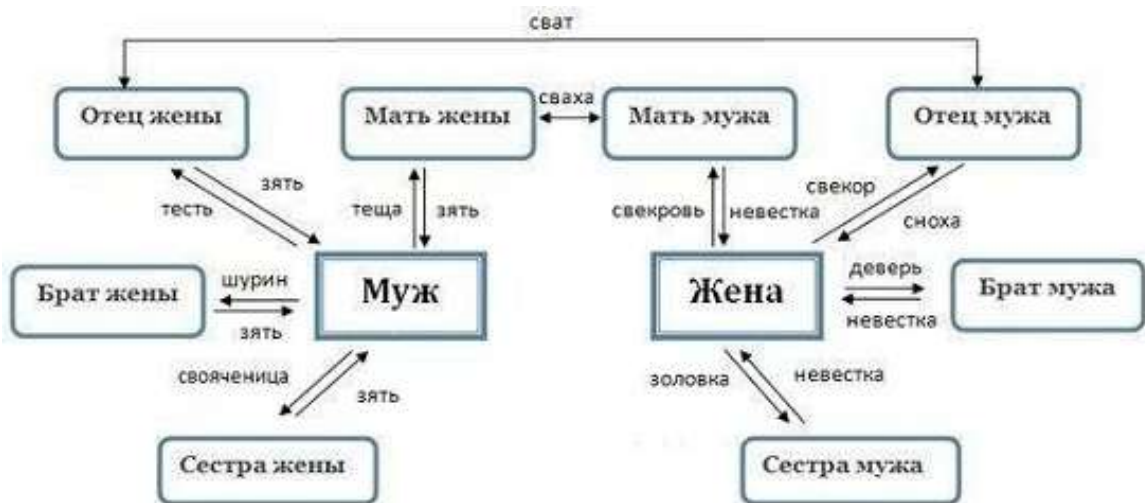 сват
Отец жены
Мать жены
сваха
Мать мужа
Отец мужа
зять
тесть
теща
зять
свекровь
невестка
свекор
сноха
Брат жены
шурин
зять
Муж
Жена
деверь
невестка
Брат мужа
свояченица
зять
золовка
невестка
Сестра жены
Сестра мужа